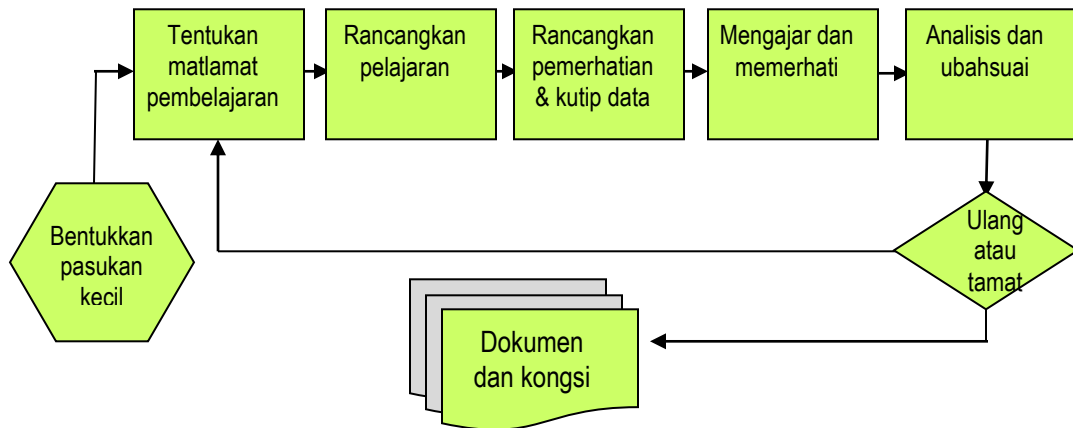 Tentukan
matlamat
pembelajaran
Rancangkan
pelajaran
Rancangkan
pemerhatian
& kutip data
Mengajar dan
memerhati
Analisis dan
ubahsuai
Bentukkan
pasukan
kecil
Ulang
atau
tamat
Dokumen
dan kongsi